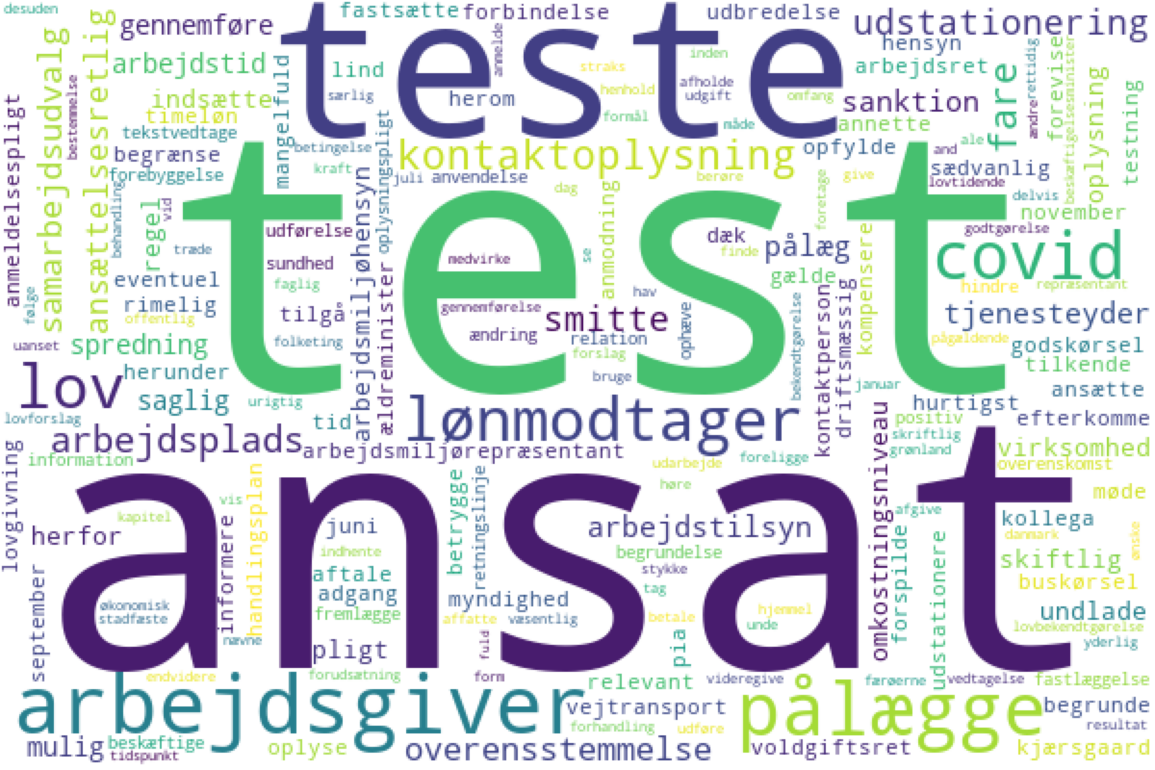 desuden
gennemføre
fastsætte
forbindelse
teste
udbredelse
udstationering
anmelde
inden
hensyn
arbejdsret
arbejdstid
lind
særlig
herom
straks
henhold
formål
afholde
udgift
måde
omfang
sanktion
annette
fare
ændre
rettidig
beskæftigelsesminister
forevise
oplysning
testning
anmeldelsespligt
samarbejdsudvalg
bestemmelse
ansættelsesretlig
indsætte
timeløn
tekstvedtage
begrænse
forebyggelse
mangelfuld
betingelse
kraft
oplysningspligt
kontaktoplysning
opfylde
ale
and
sædvanlig
lovtidende
delvis
november
juli
anvendelse
dag
berøre
give
foretage
behandling
regel
vid
træde
test
udførelse
sundhed
faglig
medvirke
se
anmodning
dæk
finde
pålæg
gælde
kompensere
godtgørelse
covid
hindre
repræsentant
eventuel
rimelig
offentlig
tilgå
folketing
arbejdsmiljøhensyn
ældreminister
gennemførelse
ændring
hav
smitte
relation
forslag
ophæve
bekendtgørelse
kontaktperson
driftsmæssig
pågældende
tjenesteyder
godskørsel
tilkende
følge
uanset
spredning
herunder
saglig
urigtig
tid
bruge
januar
ansætte
hurtigst
lov
lovforslag
lønmodtager
positiv
skriftlig
grønland
efterkomme
arbejdsplads
arbejdsmiljørepræsentant
foreligge
virksomhed
overenskomst
lovgivning
information
udarbejde
høre
omkostningsniveau
møde
ansat
kapitel
vis
herfor
informere
handlingsplan
juni
indhente
betrygge
retningslinje
arbejdstilsyn
begrundelse
stykke
tag
afgive
kollega
danmark
ønske
skiftlig
buskørsel
forspilde
udstationere
september
økonomisk
stadfæste
nævne
aftale
adgang
fremlægge
myndighed
affatte
væsentlig
betale
hjemmel
unde
undlade
lovbekendtgørelse
yderlig
pligt
fuld
pia
endvidere
forudsætning
form
relevant
videregive
færøerne
vedtagelse
fastlæggelse
arbejdsgiver
vejtransport
pålægge
begrunde
forhandling
udføre
resultat
mulig
beskæftige
tidspunkt
oplyse
overensstemmelse
voldgiftsret
kjærsgaard